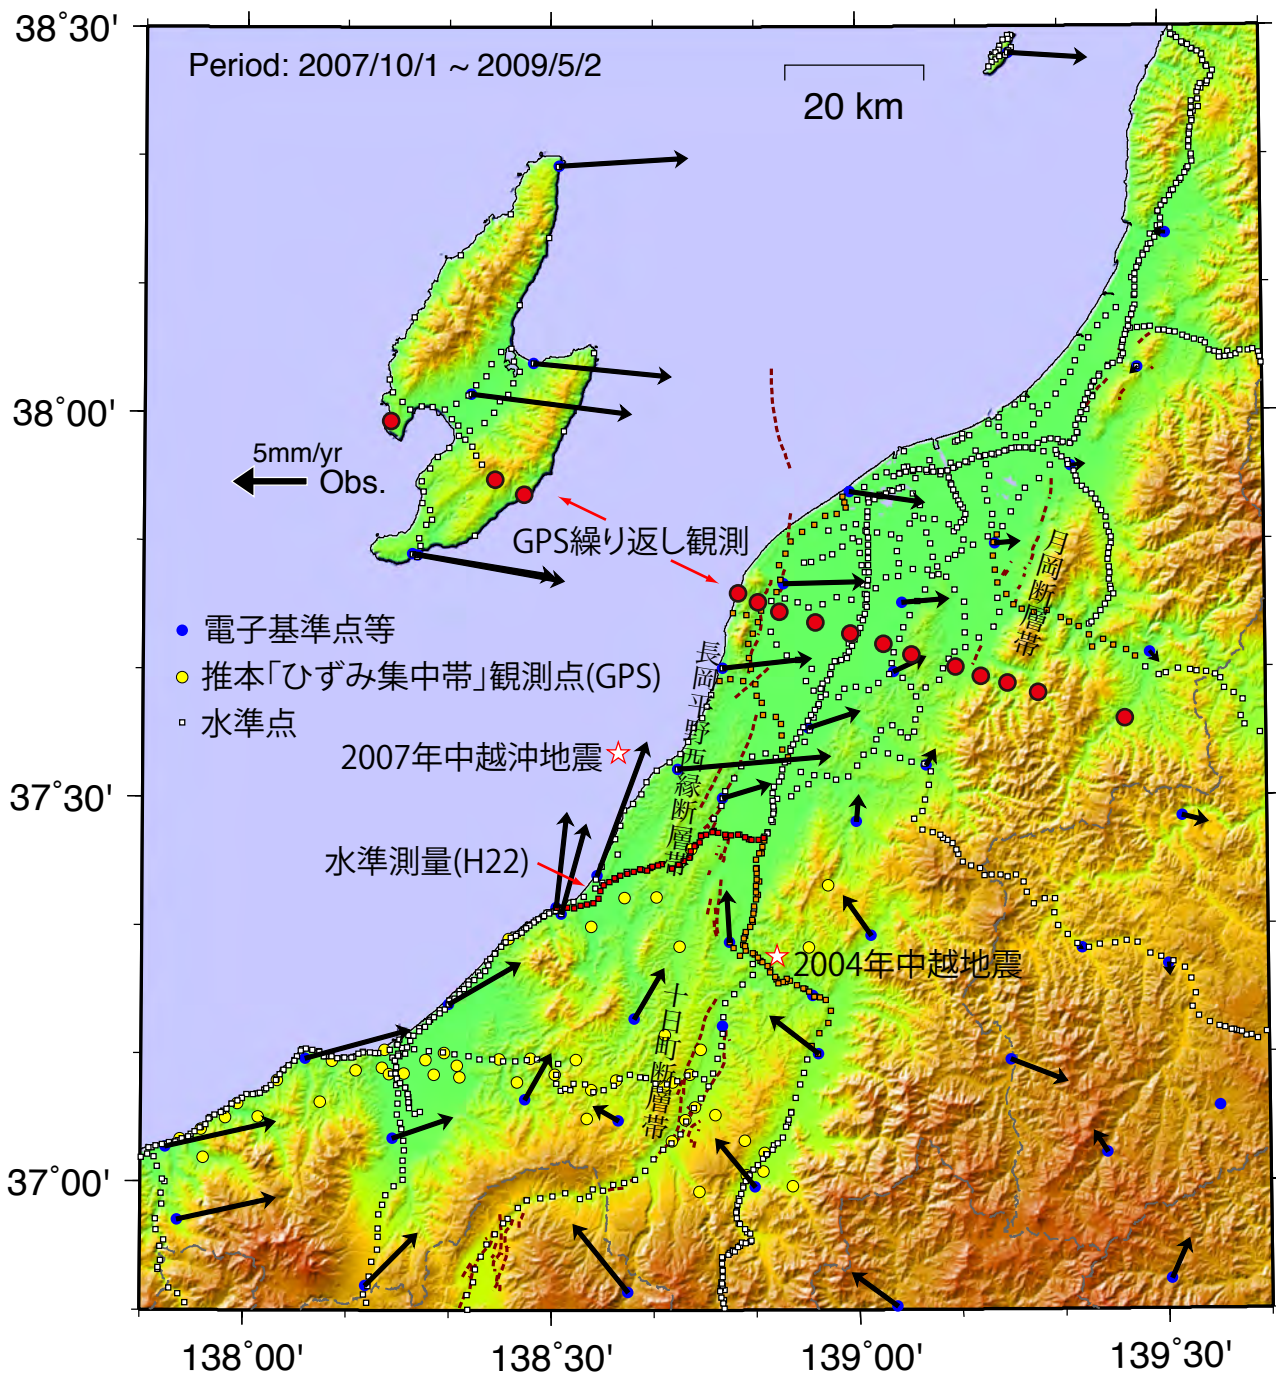 38°30'
Period: 2007/10/1 ~ 2009/5/2
20 km
38°00'
5mm/yr
Obs.
GPS繰り返し観測
月岡断層帯
電子基準点等
推本「ひずみ集中帯」観測点(GPS)
水準点
長岡平野西縁断層帯
2007年中越沖地震
37°30'
水準測量(H22)
2004年中越地震
十日町断層帯
37°00'
138°00'
138°30'
139°00'
139°30'